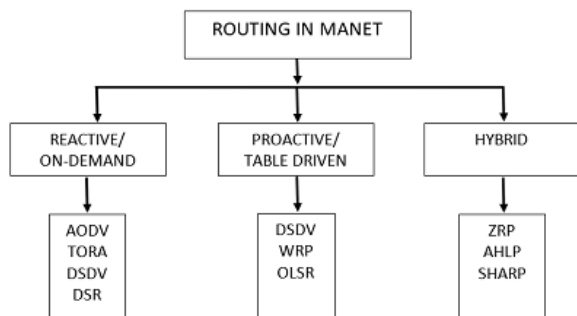 ROUTING IN MANET
REACTIVE/
ON-DEMAND
PROACTIVE/
TABLE DRIVEN
HYBRID
AODV
TORA
DSDV
DSR
DSDV
WRP
OLSR
ZRP
AHLP
SHARP